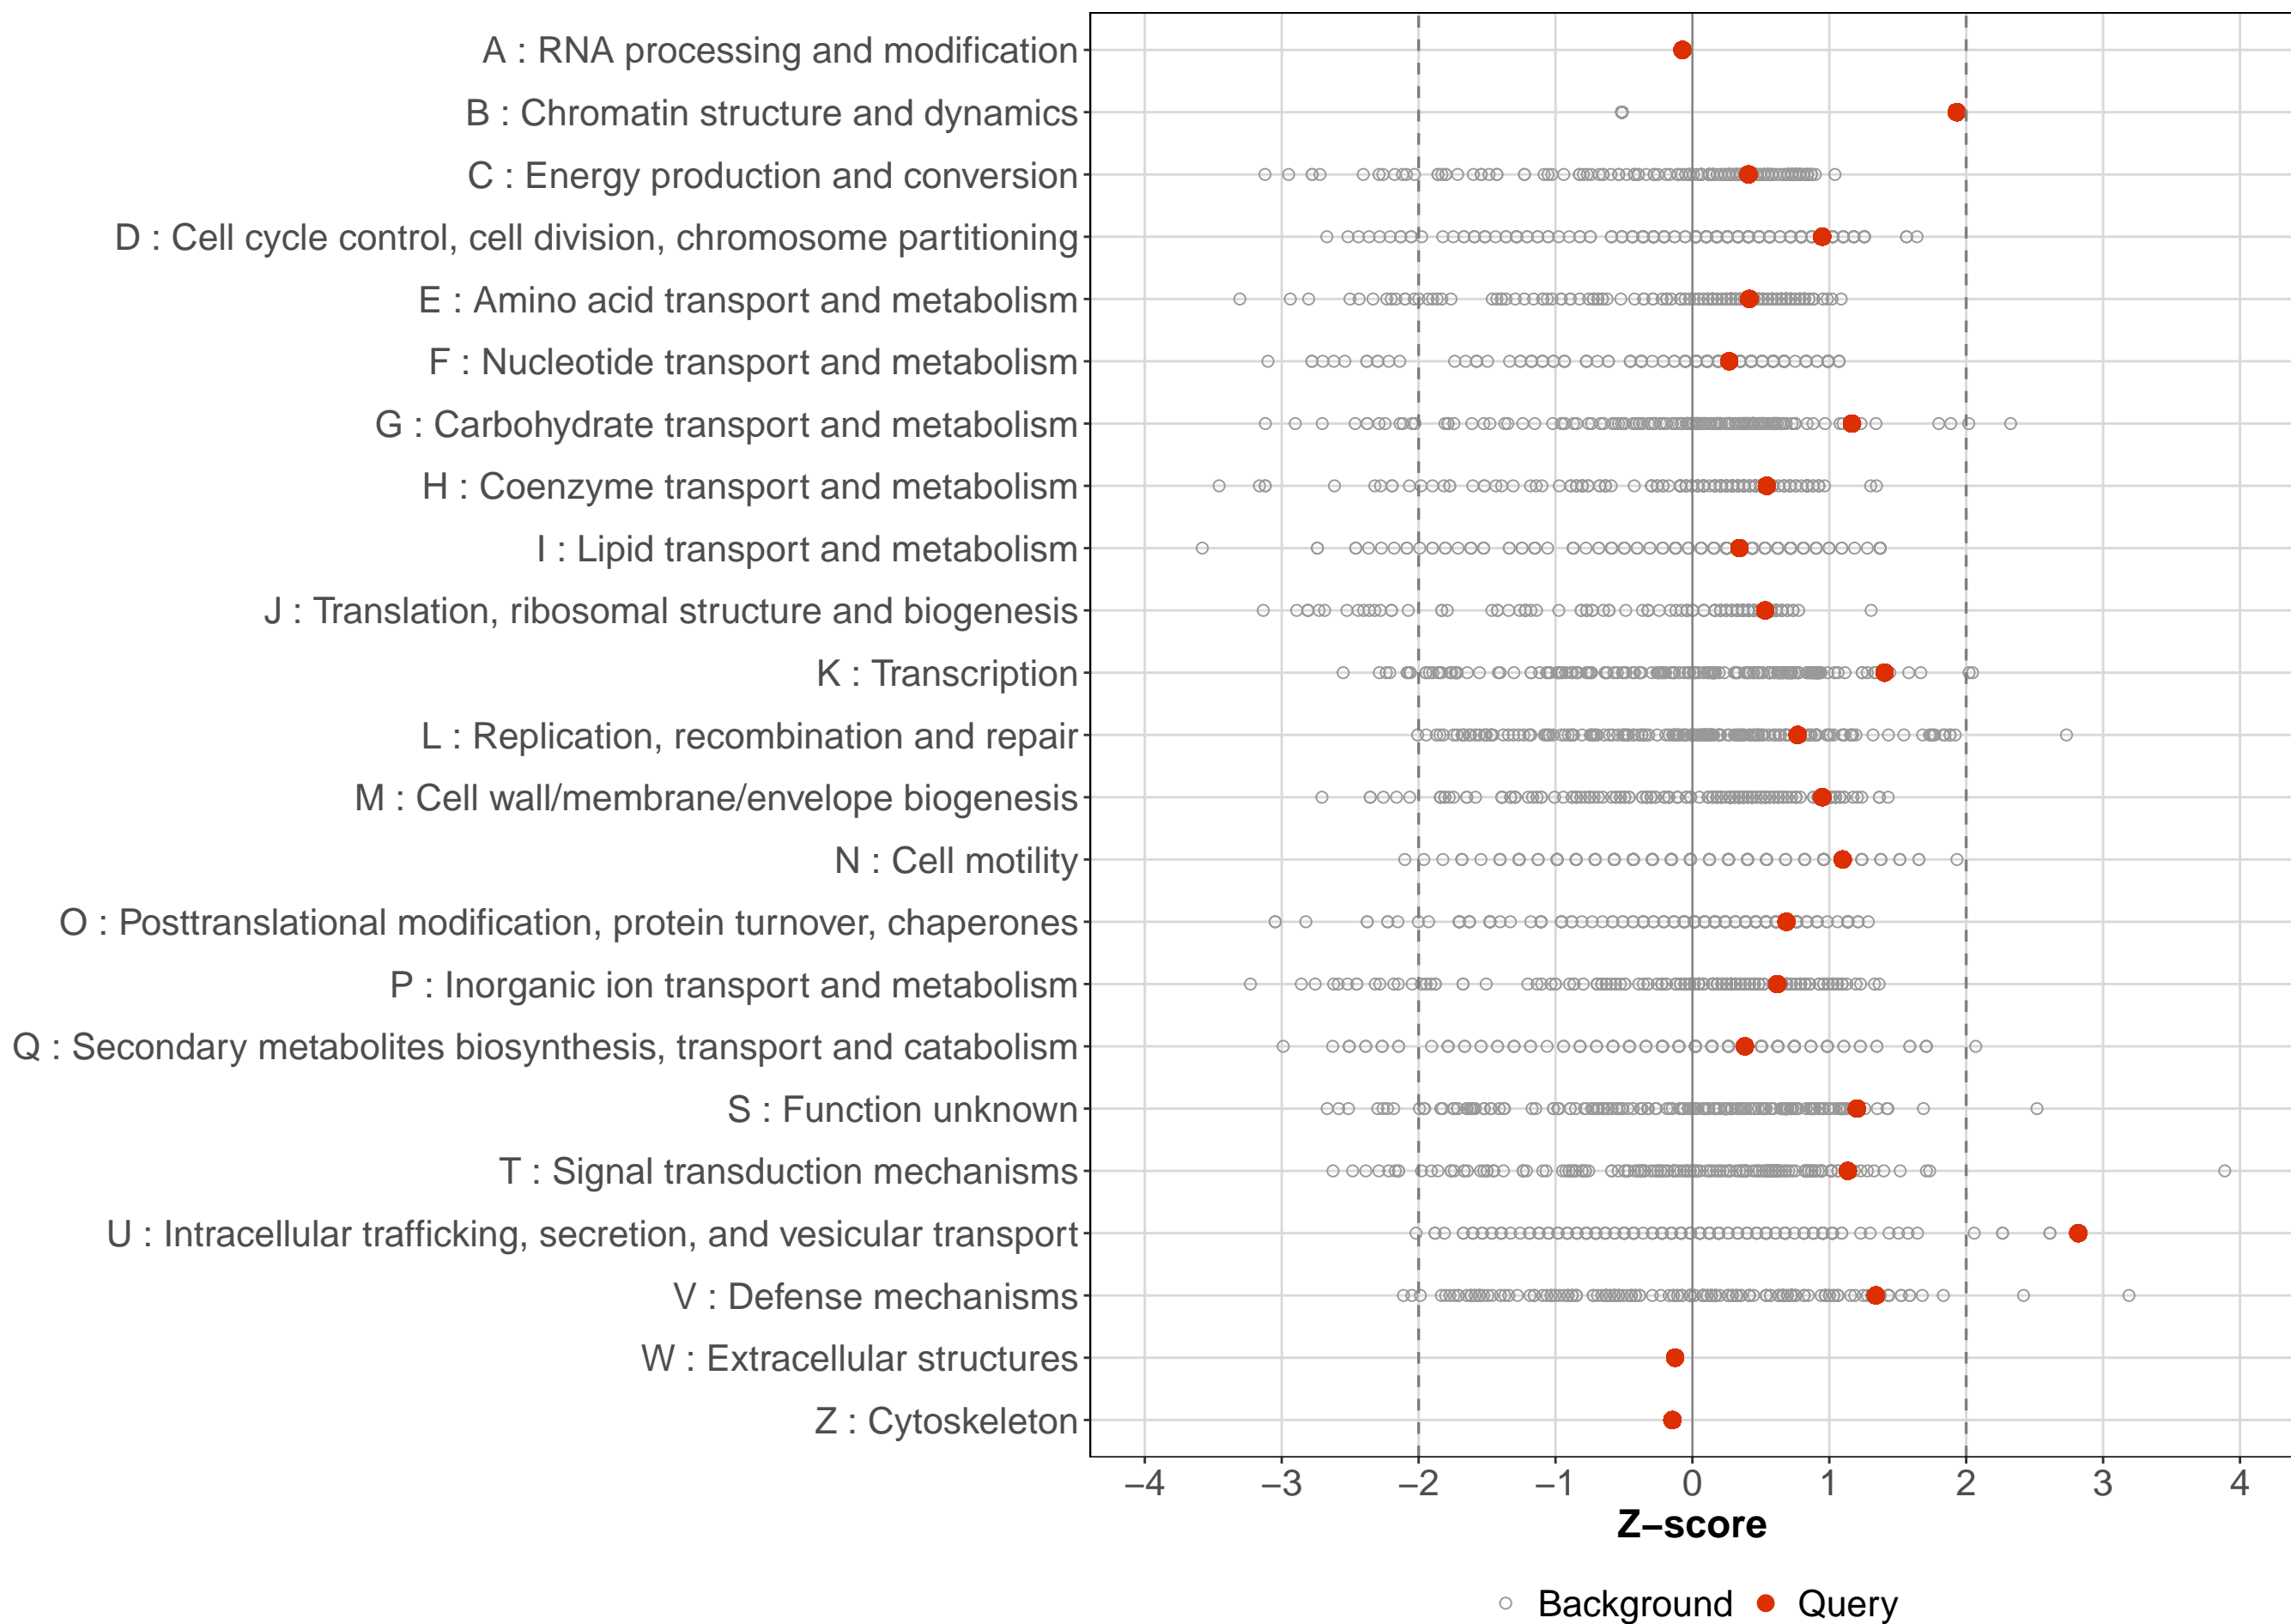 A : RNA processing and modification
B : Chromatin structure and dynamics
C : Energy production and conversion
D : Cell cycle control, cell division, chromosome partitioning
E : Amino acid transport and metabolism
F : Nucleotide transport and metabolism
G : Carbohydrate transport and metabolism
H : Coenzyme transport and metabolism
I : Lipid transport and metabolism
J : Translation, ribosomal structure and biogenesis
K : Transcription
L : Replication, recombination and repair
M : Cell wall/membrane/envelope biogenesis
N : Cell motility
O : Posttranslational modification, protein turnover, chaperones
P : Inorganic ion transport and metabolism
Q : Secondary metabolites biosynthesis, transport and catabolism
S : Function unknown
T : Signal transduction mechanisms
U : Intracellular trafficking, secretion, and vesicular transport
V : Defense mechanisms
W : Extracellular structures
Z : Cytoskeleton
−4 −3 −2 −1 0 1 2 3 4
Z−score
Background Query